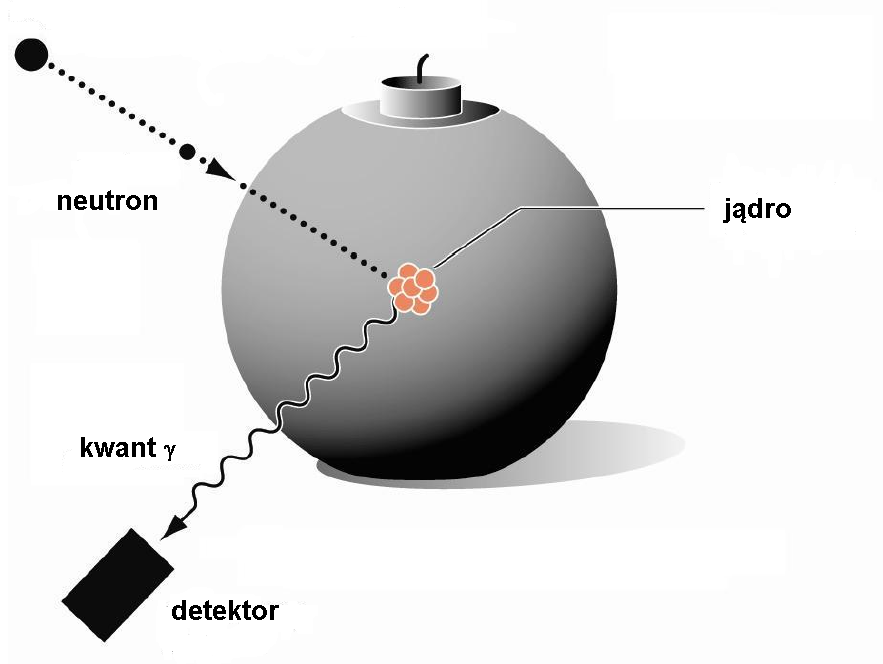 neutron
jądro
kwant γ
detektor